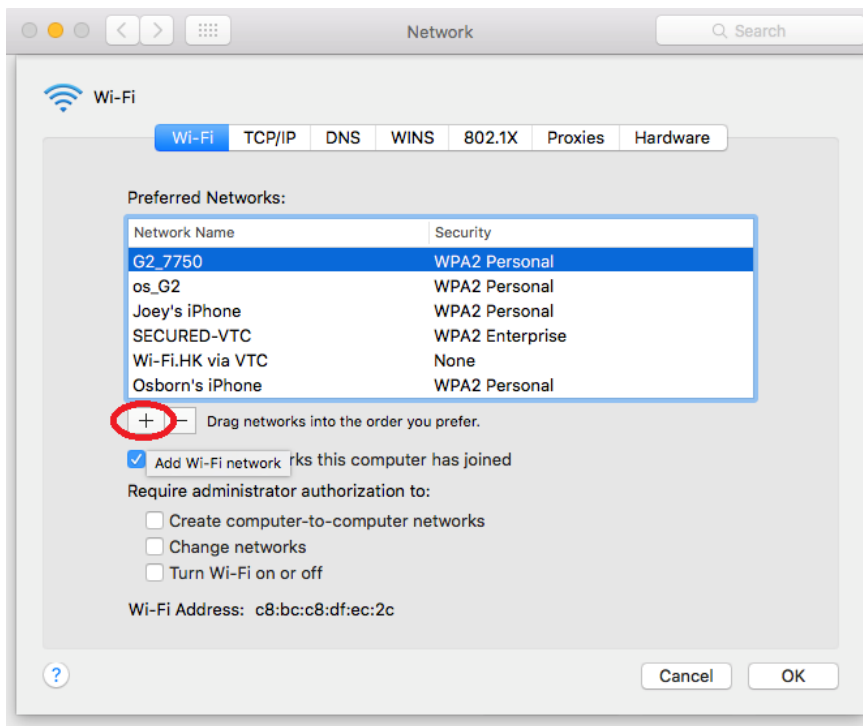 Network
Search
Wi-Fi
Wi-Fi TCP/IP DNS WINS 802.1X Proxies Hardware
Preferred Networks:
Network Name Security
G2_7750 WPA2 Personal
os_G2 WPA2 Personal
Joey's iPhone WPA2 Personal
SECURED-VTC WPA2 Enterprise
Wi-Fi.HK via VTC None
Osborn's iPhone WPA2 Personal
+ − Drag networks into the order you prefer.
Add Wi-Fi network this computer has joined
Require administrator authorization to:
Create computer-to-computer networks
Change networks
Turn Wi-Fi on or off
Wi-Fi Address: c8:bc:c8:df:ec:2c
? Cancel OK